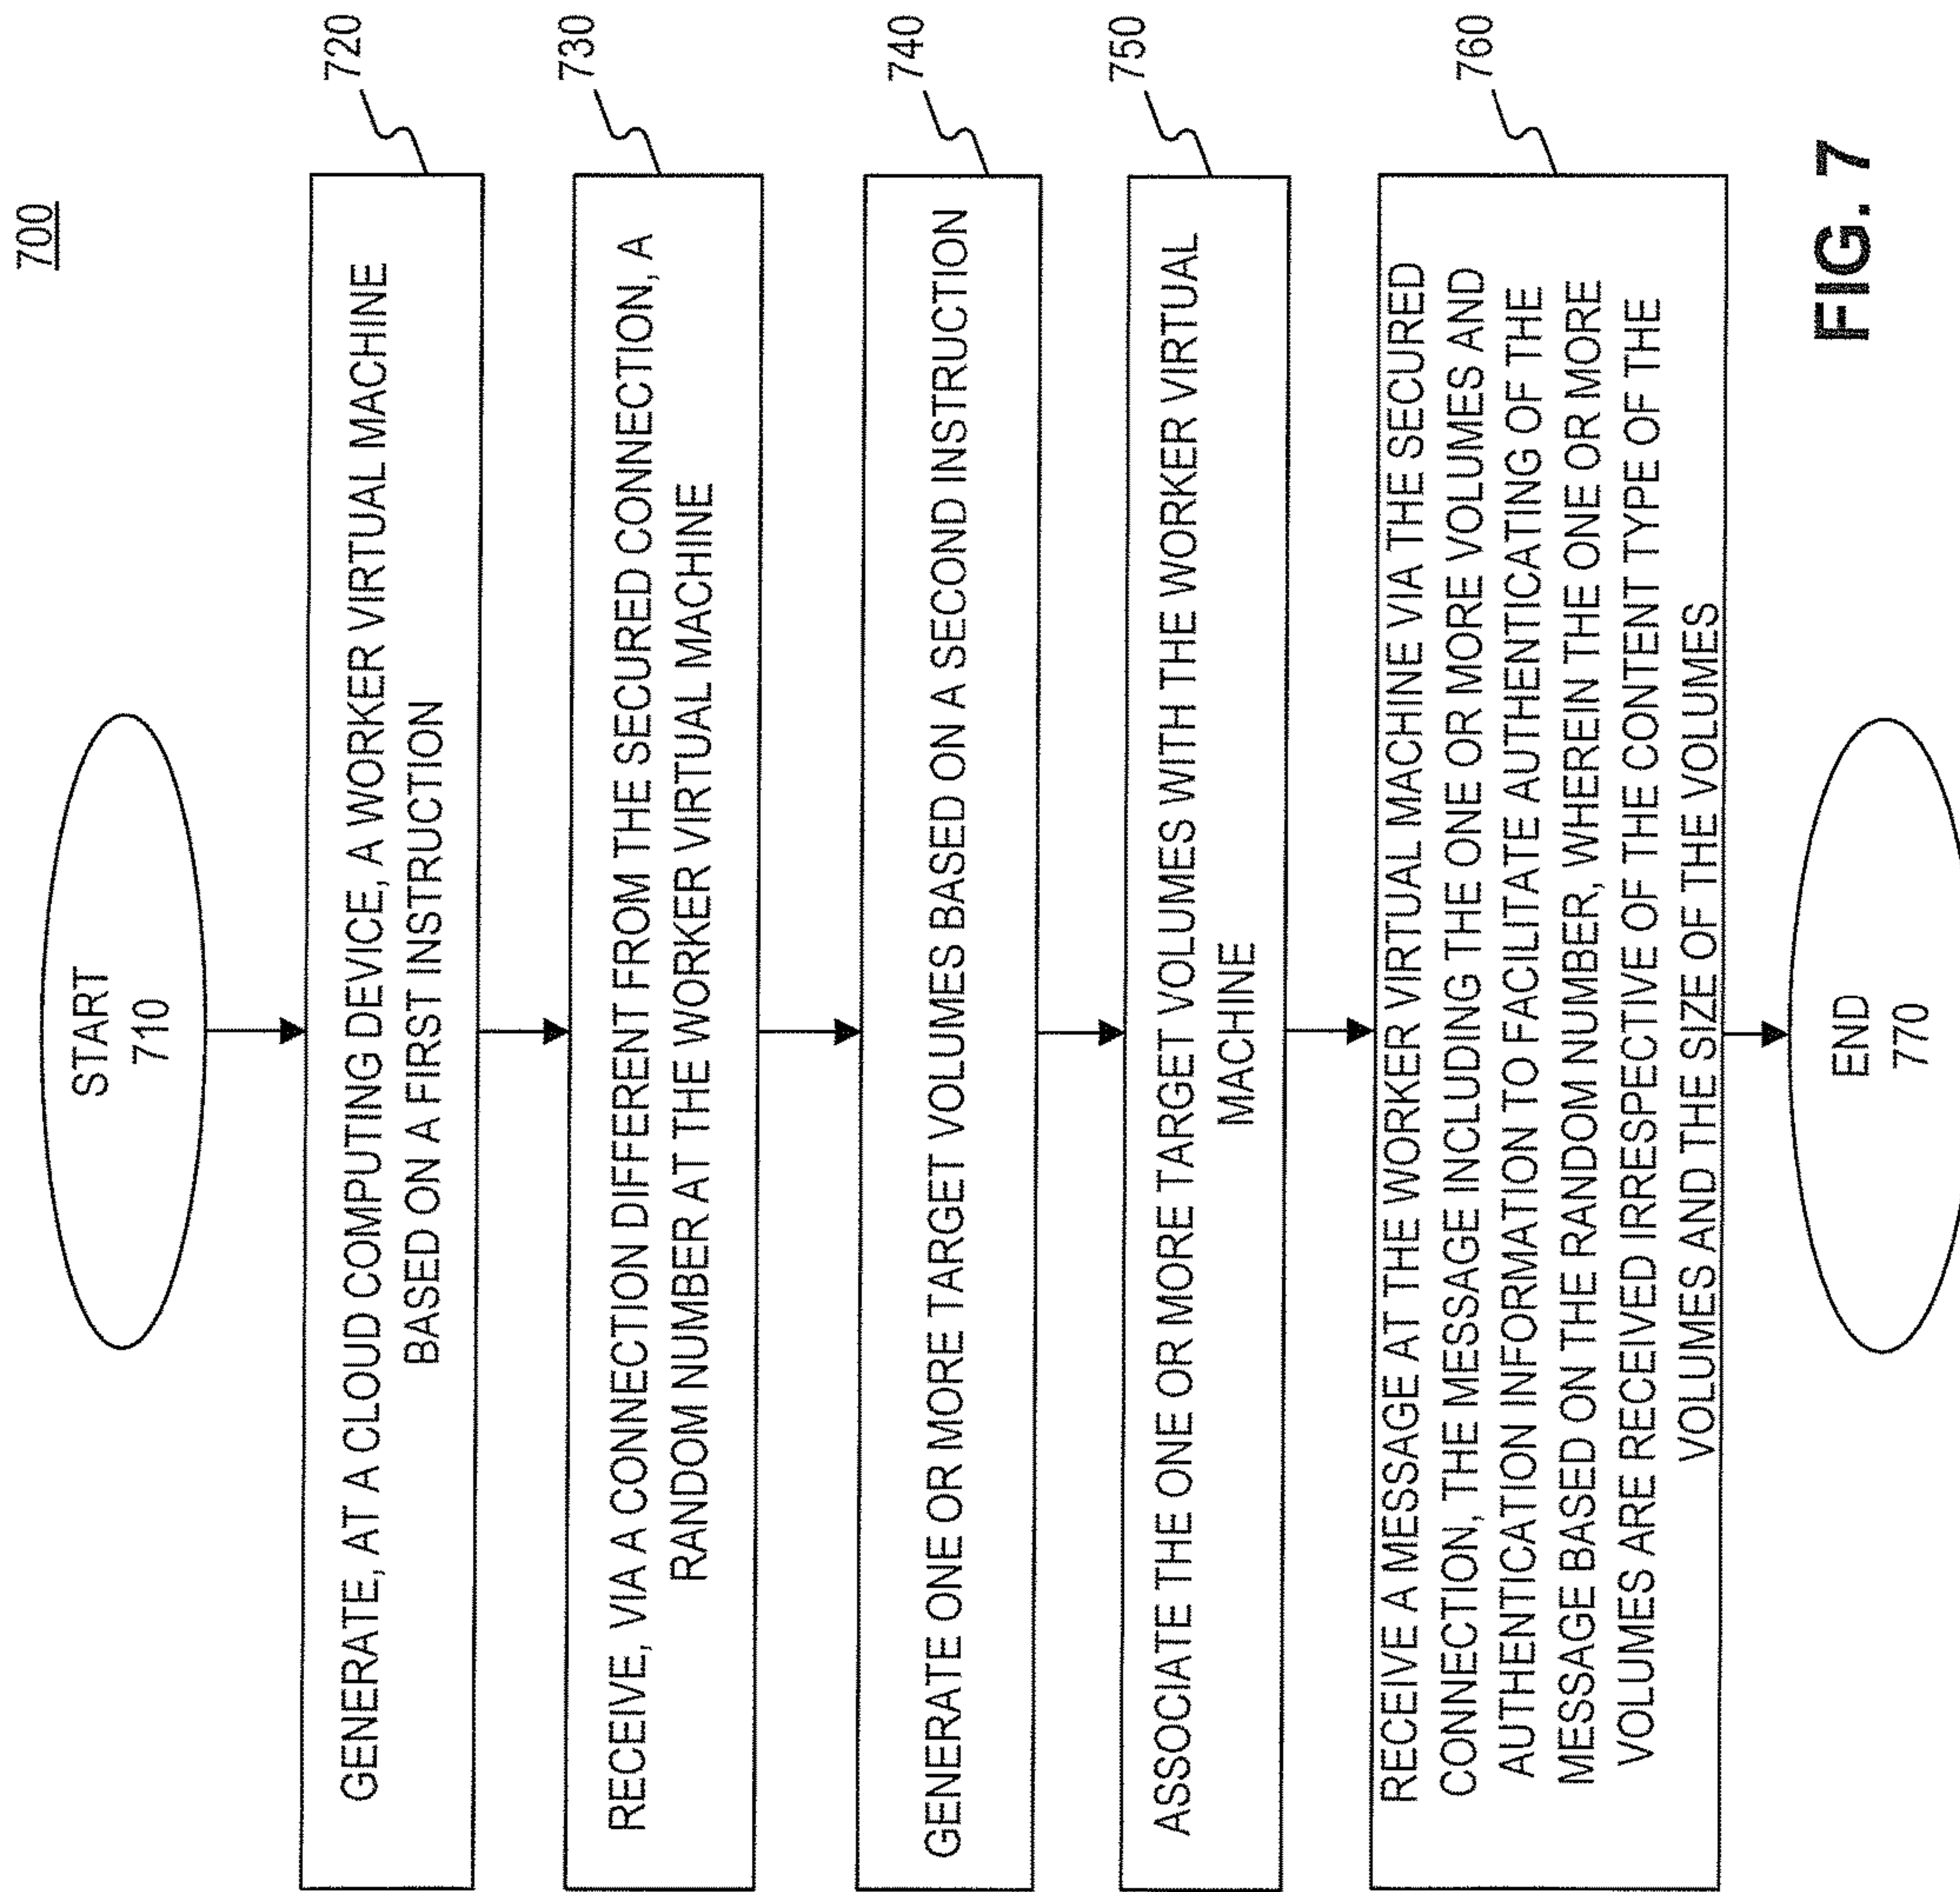 700
START
710
GENERATE, AT A CLOUD COMPUTING DEVICE, A WORKER VIRTUAL MACHINE
BASED ON A FIRST INSTRUCTION
720
RECEIVE, VIA A CONNECTION DIFFERENT FROM THE SECURED CONNECTION, A
RANDOM NUMBER AT THE WORKER VIRTUAL MACHINE
730
GENERATE ONE OR MORE TARGET VOLUMES BASED ON A SECOND INSTRUCTION
740
ASSOCIATE THE ONE OR MORE TARGET VOLUMES WITH THE WORKER VIRTUAL
MACHINE
750
RECEIVE A MESSAGE AT THE WORKER VIRTUAL MACHINE VIA THE SECURED
CONNECTION, THE MESSAGE INCLUDING THE ONE OR MORE VOLUMES AND
AUTHENTICATION INFORMATION TO FACILITATE AUTHENTICATING OF THE
MESSAGE BASED ON THE RANDOM NUMBER, WHEREIN THE ONE OR MORE
VOLUMES ARE RECEIVED IRRESPECTIVE OF THE CONTENT TYPE OF THE
VOLUMES AND THE SIZE OF THE VOLUMES
760
END
770
FIG. 7